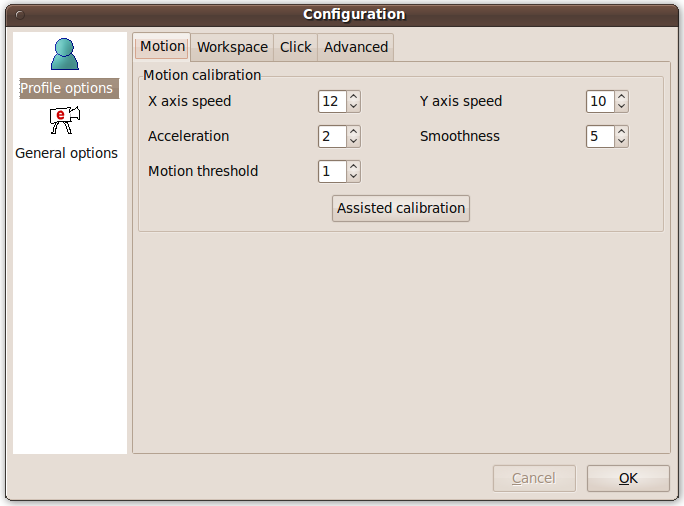 Configuration
Profile options
e
General options
Motion Workspace Click Advanced
Motion calibration
X axis speed 12 Y axis speed 10
Acceleration 2 Smoothness 5
Motion threshold 1
Assisted calibration
Cancel OK